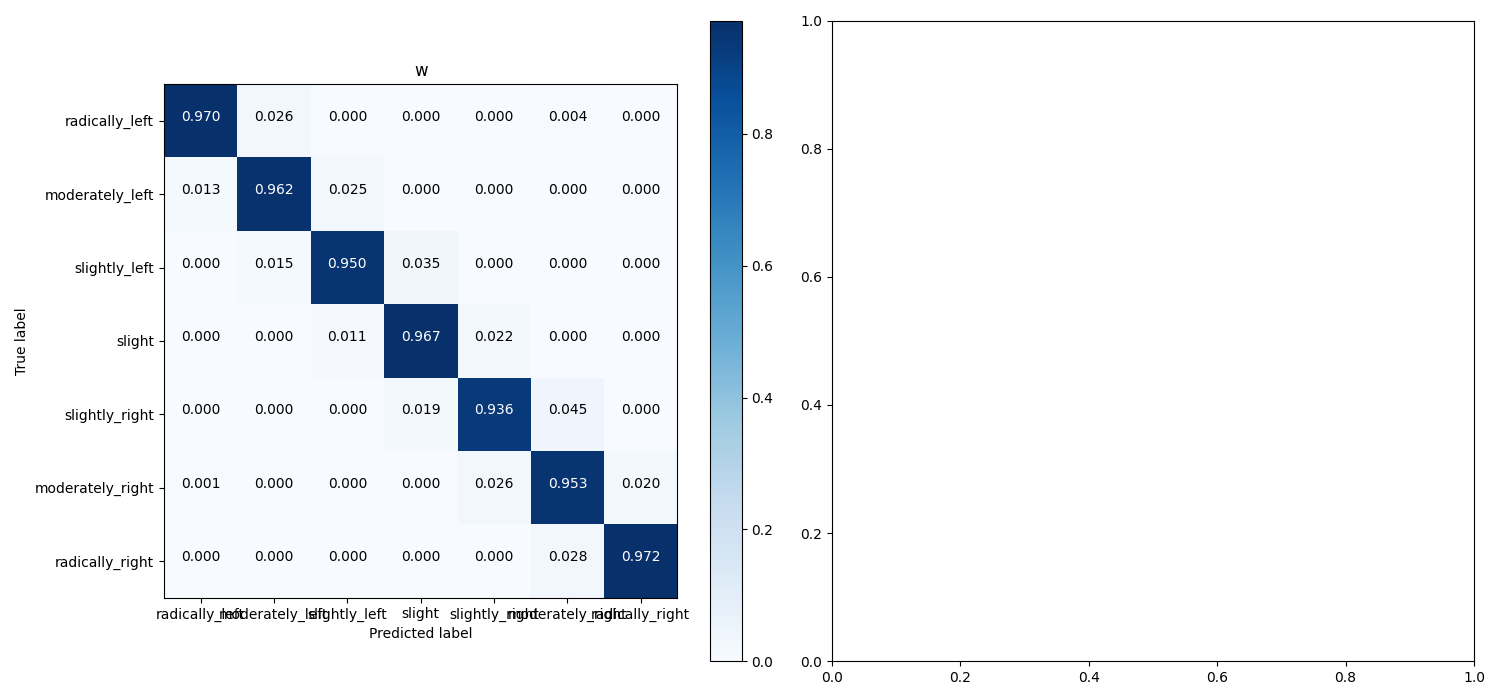 w
radically_left 0.970 0.026 0.000 0.000 0.000 0.004 0.000
moderately_left 0.013 0.962 0.025 0.000 0.000 0.000 0.000
slightly_left 0.000 0.015 0.950 0.035 0.000 0.000 0.000
slight 0.000 0.000 0.011 0.967 0.022 0.000 0.000
slightly_right 0.000 0.000 0.000 0.019 0.936 0.045 0.000
moderately_right 0.001 0.000 0.000 0.000 0.026 0.953 0.020
radically_right 0.000 0.000 0.000 0.000 0.000 0.028 0.972
True label
radically_left moderately_left slightly_left slight slightly_right moderately_right radically_right
Predicted label
0.8
0.6
0.4
0.2
0.0
1.0
0.8
0.6
0.4
0.2
0.0
0.0 0.2 0.4 0.6 0.8 1.0